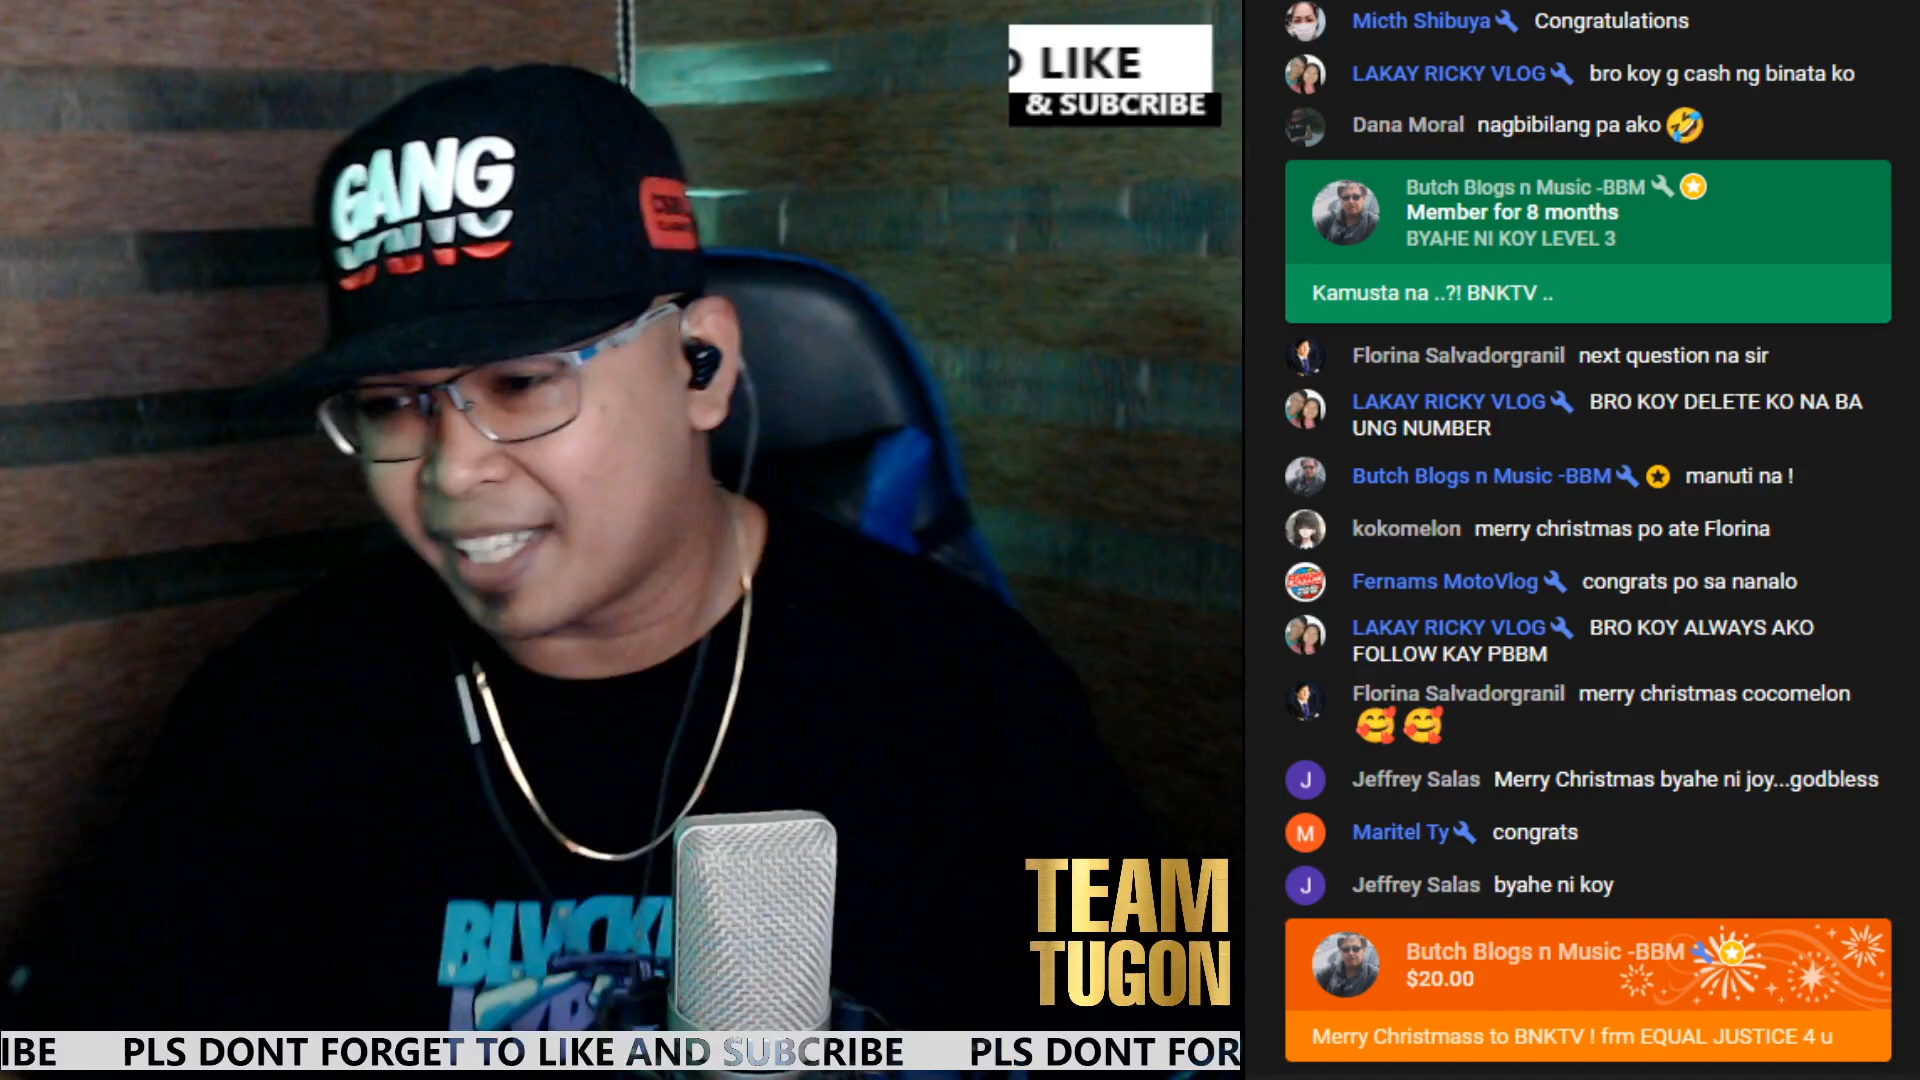 GANG
LIKE
& SUBCRIBE
TEAM
TUGON
IBE PLS DONT FORGET TO LIKE AND SUBCRIBE PLS DONT FOR
Micth Shibuya Congratulations
LAKAY RICKY VLOG bro koy g cash ng binata ko
Dana Moral nagbibilang pa ako 🤣
Butch Blogs n Music -BBM
Member for 8 months
BYAHE NI KOY LEVEL 3
Kamusta na ..?! BNKTV ..
Florina Salvadorgranil next question na sir
LAKAY RICKY VLOG BRO KOY DELETE KO NA BA
UNG NUMBER
Butch Blogs n Music -BBM manuti na !
kokomelon merry christmas po ate Florina
Fernams MotoVlog congrats po sa nanalo
LAKAY RICKY VLOG BRO KOY ALWAYS AKO
FOLLOW KAY PBBM
Florina Salvadorgranil merry christmas cocomelon
🥰 🥰
J Jeffrey Salas Merry Christmas byahe ni joy...godbless
M Maritel Ty congrats
J Jeffrey Salas byahe ni koy
Butch Blogs n Music -BBM
$20.00
Merry Christmass to BNKTV ! frm EQUAL JUSTICE 4 u